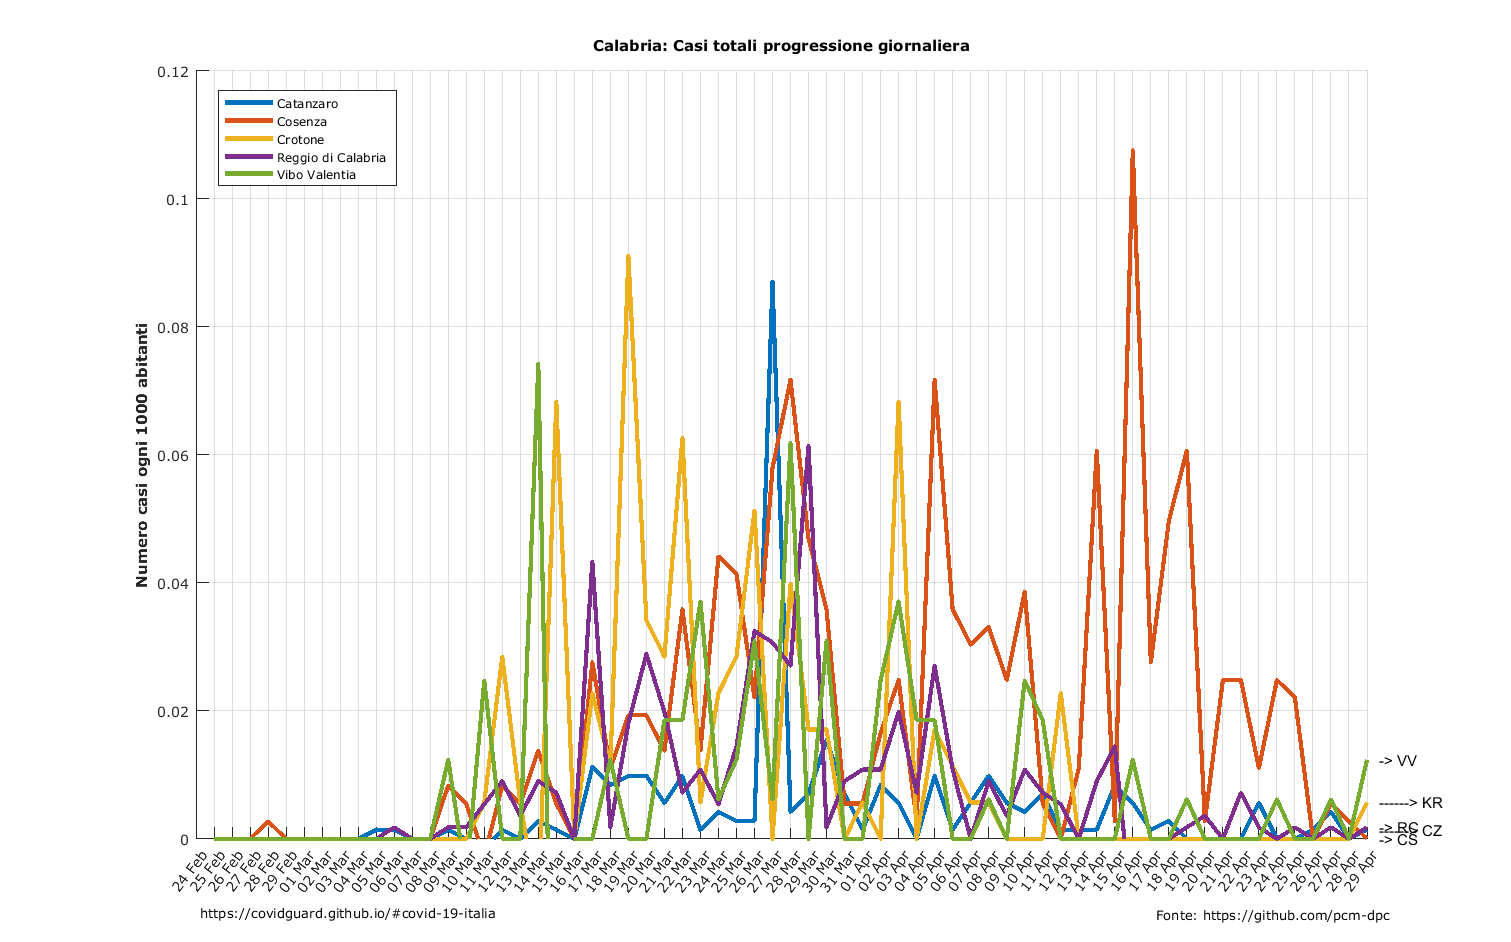 Calabria: Casi totali progressione giornaliera
0.12
0.1
0.08
0.06
0.04
0.02
0
Numero casi ogni 1000 abitanti
Catanzaro
Cosenza
Crotone
Reggio di Calabria
Vibo Valentia
-> VV
------> KR
-> RC
------> CZ
-> CS
24 Feb
25 Feb
26 Feb
27 Feb
28 Feb
29 Feb
01 Mar
02 Mar
03 Mar
04 Mar
05 Mar
06 Mar
07 Mar
08 Mar
09 Mar
10 Mar
11 Mar
12 Mar
13 Mar
14 Mar
15 Mar
16 Mar
17 Mar
18 Mar
19 Mar
20 Mar
21 Mar
22 Mar
23 Mar
24 Mar
25 Mar
26 Mar
27 Mar
28 Mar
29 Mar
30 Mar
31 Mar
01 Apr
02 Apr
03 Apr
04 Apr
05 Apr
06 Apr
07 Apr
08 Apr
09 Apr
10 Apr
11 Apr
12 Apr
13 Apr
14 Apr
15 Apr
16 Apr
17 Apr
18 Apr
19 Apr
20 Apr
21 Apr
22 Apr
23 Apr
24 Apr
25 Apr
26 Apr
27 Apr
28 Apr
29 Apr
https://covidguard.github.io/#covid-19-italia
Fonte: https://github.com/pcm-dpc